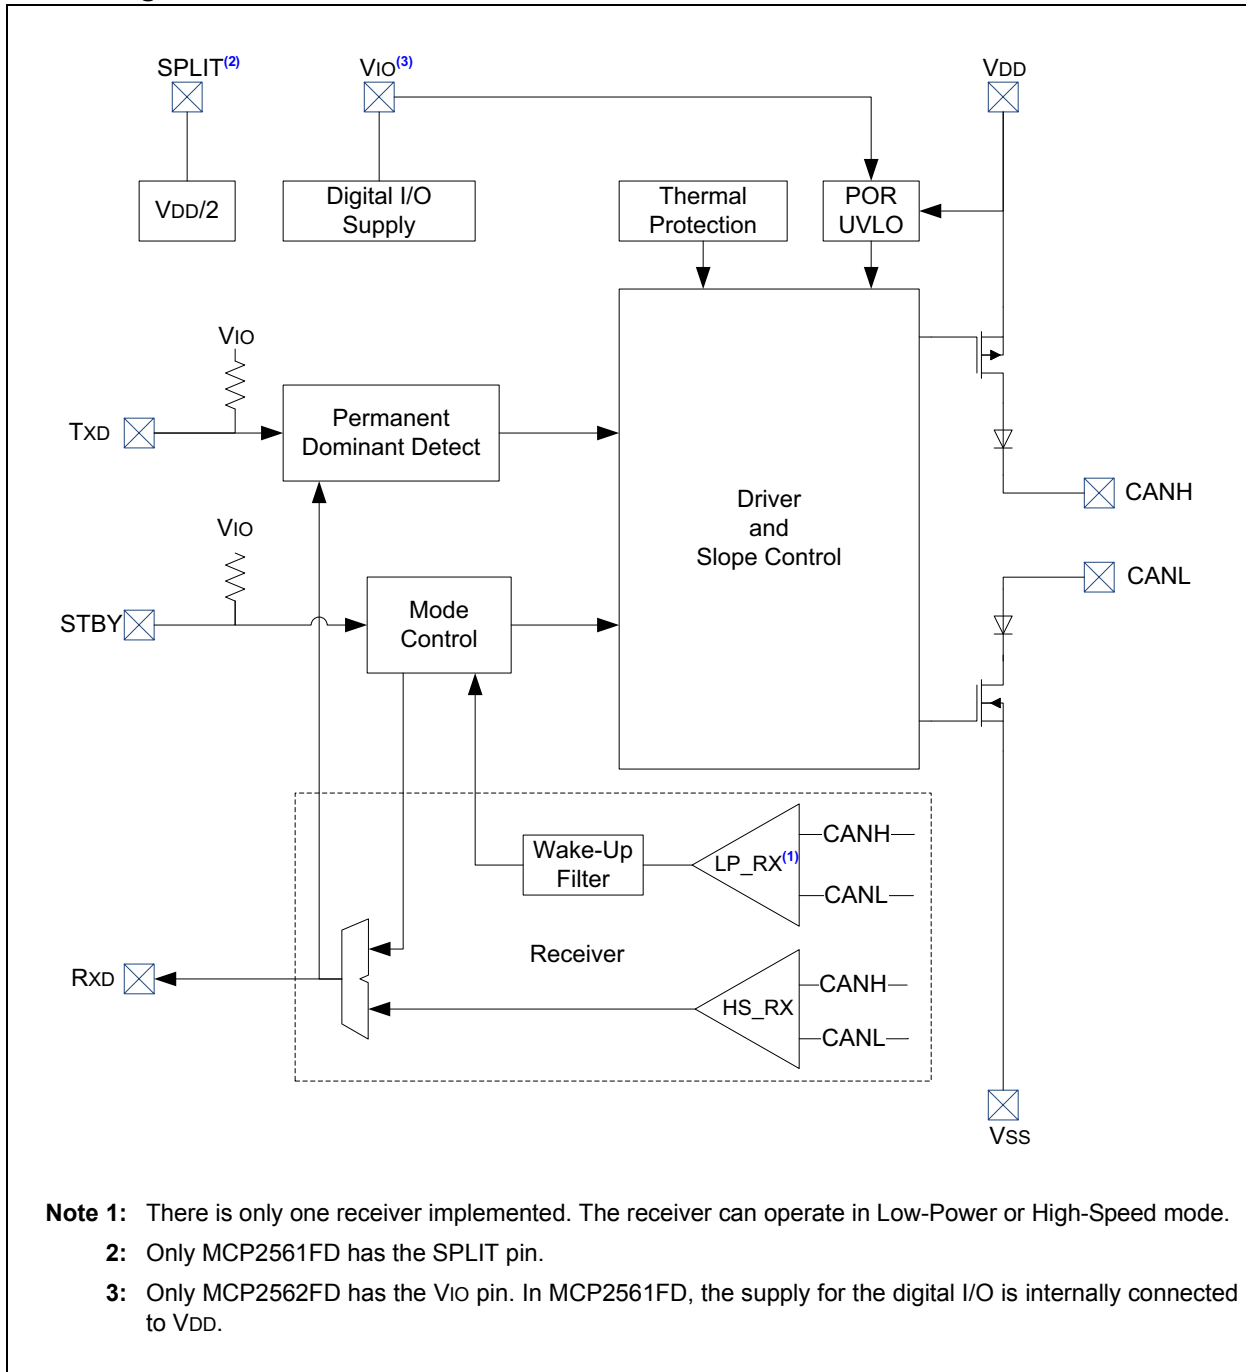 SPLIT(2)
VIO(3)
VDD
VDD/2
Digital I/O
Supply
Thermal
Protection
POR
UVLO
VIO
TXD
Permanent
Dominant Detect
Driver
and
Slope Control
CANH
VIO
STBY
Mode
Control
CANL
Wake-Up
Filter
LP_RX(1)
CANH
CANL
Receiver
RXD
HS_RX
CANH
CANL
VSS
Note 1: There is only one receiver implemented. The receiver can operate in Low-Power or High-Speed mode.
2: Only MCP2561FD has the SPLIT pin.
3: Only MCP2562FD has the VIO pin. In MCP2561FD, the supply for the digital I/O is internally connected
to VDD.